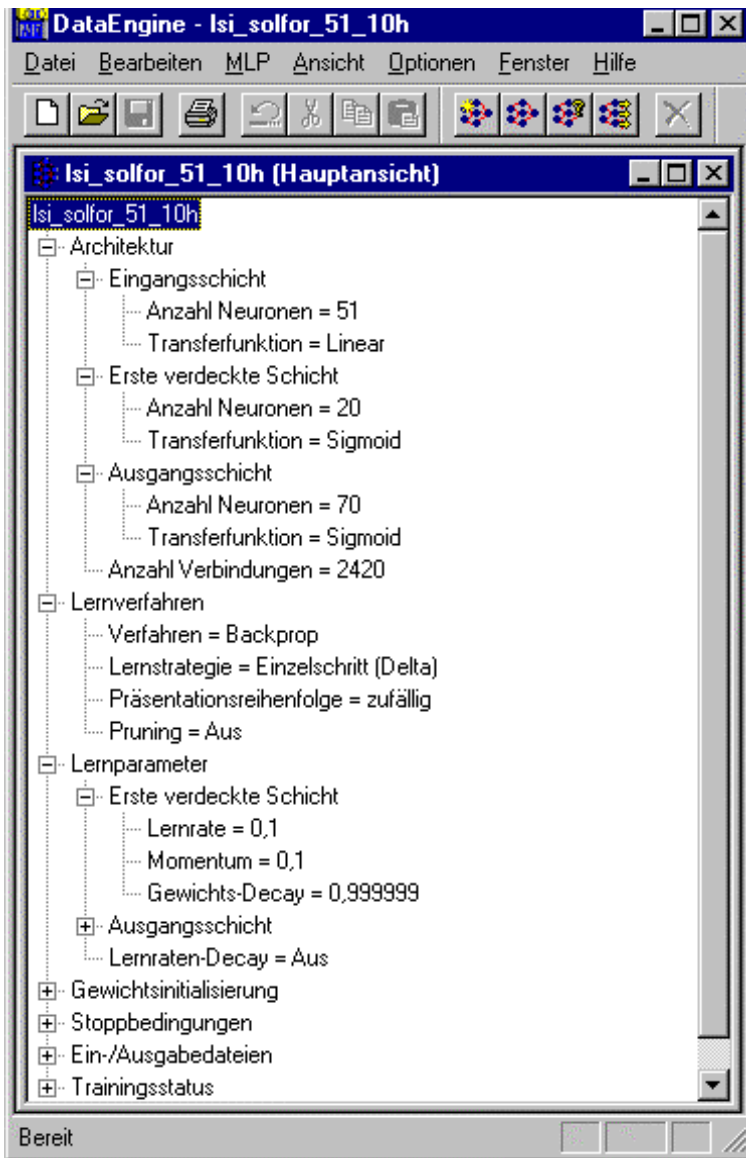 DataEngine - lsi_solfor_51_10h
Datei Bearbeiten MLP Ansicht Optionen Fenster Hilfe
lsi_solfor_51_10h (Hauptansicht)
lsi_solfor_51_10h
Architektur
Eingangsschicht
Anzahl Neuronen = 51
Transferfunktion = Linear
Erste verdeckte Schicht
Anzahl Neuronen = 20
Transferfunktion = Sigmoid
Ausgangsschicht
Anzahl Neuronen = 70
Transferfunktion = Sigmoid
Anzahl Verbindungen = 2420
Lernverfahren
Verfahren = Backprop
Lernstrategie = Einzelschritt (Delta)
Präsentationsreihenfolge = zufällig
Pruning = Aus
Lernparameter
Erste verdeckte Schicht
Lernrate = 0,1
Momentum = 0,1
Gewichts-Decay = 0,999999
Ausgangsschicht
Lernraten-Decay = Aus
Gewichtsinitialisierung
Stoppbedingungen
Ein-/Ausgabedateien
Trainingsstatus
Bereit